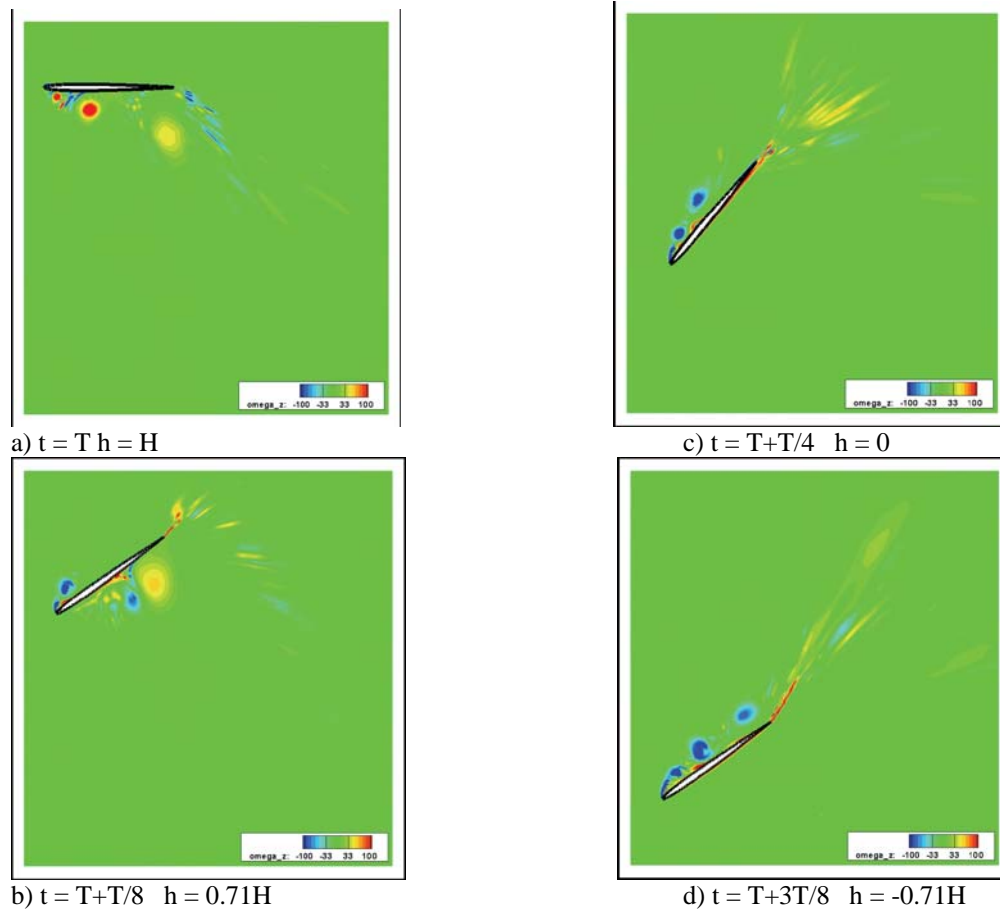 omega_z: -100 -33 33 100
omega_z: -100 -33 33 100
a) t = T h = H
c) t = T+T/4 h = 0
omega_z: -100 -33 33 100
omega_z: -100 -33 33 100
b) t = T+T/8 h = 0.71H
d) t = T+3T/8 h = -0.71H